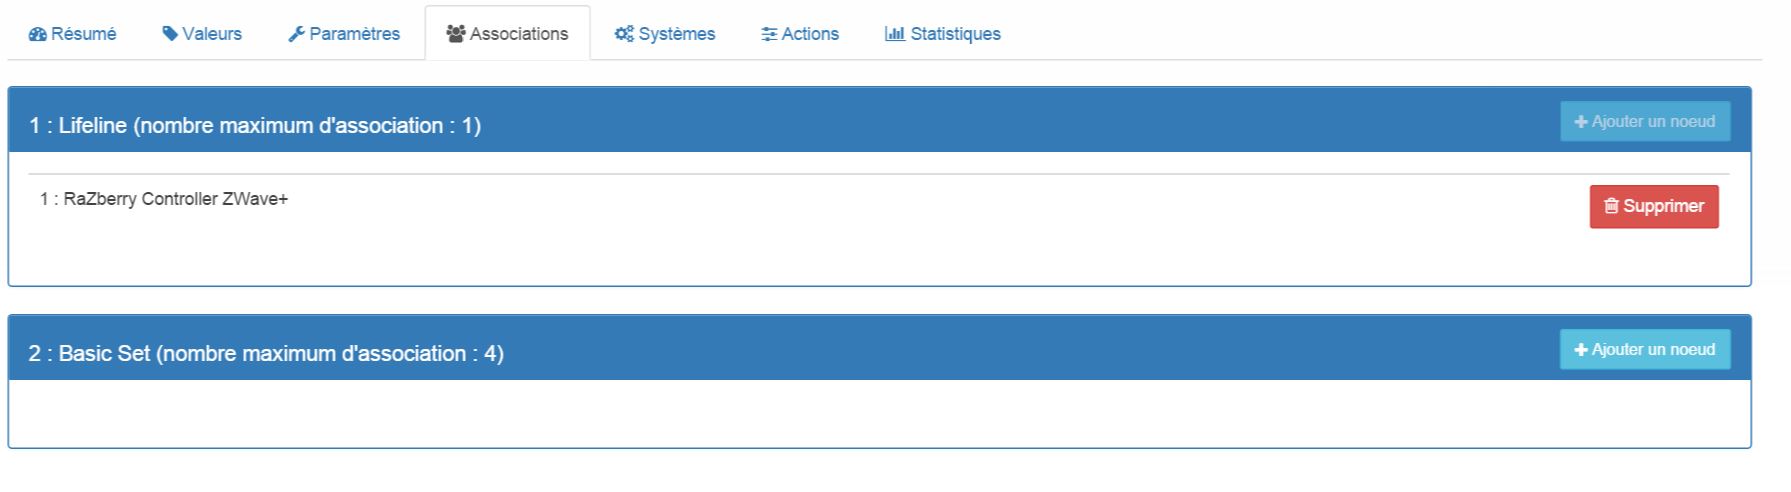 Résumé Valeurs Paramètres Associations Systèmes Actions Statistiques
1 : Lifeline (nombre maximum d'association : 1) Ajouter un noeud
1 : RaZberry Controller ZWave+ Supprimer
2 : Basic Set (nombre maximum d'association : 4) Ajouter un noeud